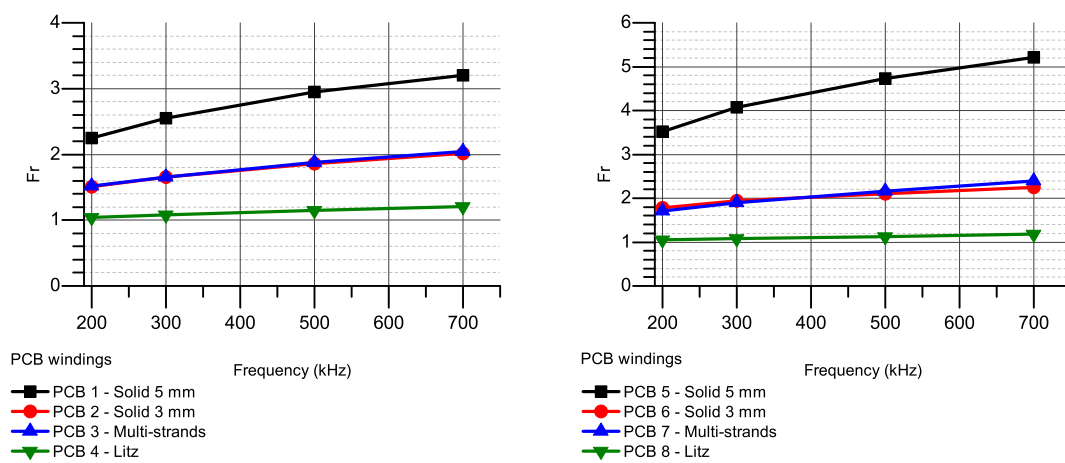 4
3
2
1
0
Fr
200 300 400 500 600 700
Frequency (kHz)
PCB windings
PCB 1 - Solid 5 mm
PCB 2 - Solid 3 mm
PCB 3 - Multi-strands
PCB 4 - Litz
6
5
4
3
2
1
0
Fr
200 300 400 500 600 700
Frequency (kHz)
PCB windings
PCB 5 - Solid 5 mm
PCB 6 - Solid 3 mm
PCB 7 - Multi-strands
PCB 8 - Litz